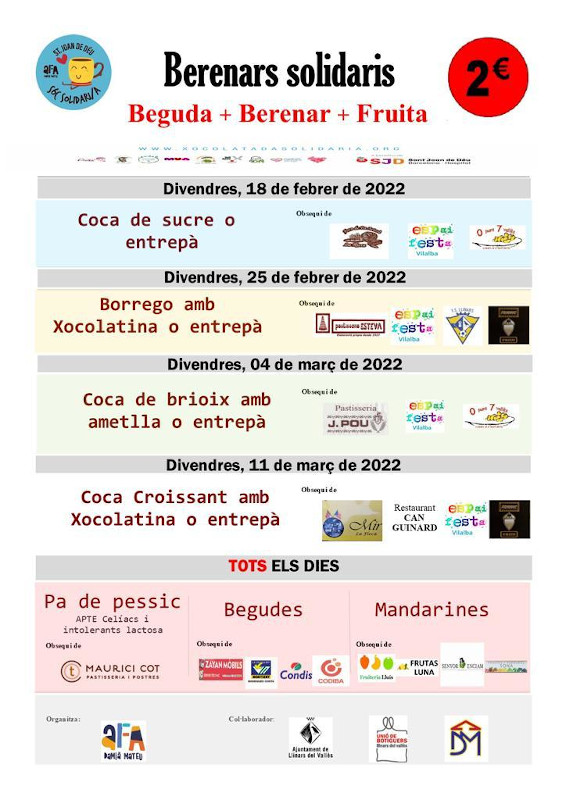 ST. JOAN DE DÉU
aFA
SÓC SOLIDARI/A
Berenars solidaris
2€
Beguda + Berenar + Fruita
WWW.XOCOLATADASOLIDARIA.ORG
SJD Sant Joan de Déu
Barcelona · Hospital
Divendres, 18 de febrer de 2022
Coca de sucre o
entrepà
Obsequi de
espai
festa
Vilalba
Divendres, 25 de febrer de 2022
Borrego amb
Xocolatina o entrepà
Obsequi de
ESTEVA
espai
festa
Vilalba
Divendres, 04 de març de 2022
Coca de brioix amb
ametlla o entrepà
Obsequi de
Pastisseria
J. POU
espai
festa
Vilalba
Divendres, 11 de març de 2022
Coca Croissant amb
Xocolatina o entrepà
Obsequi de
Mir
Restaurant
CAN
GUINARD
espai
festa
Vilalba
TOTS ELS DIES
Pa de pessic
APTE Celíacs i
intolerants lactosa
Obsequi de
MAURICI COT
PASTISSERIA I POSTRES
Begudes
Obsequi de
ZAYAN MÒBILS
Condis
CODIBA
Mandarines
Obsequi de
Fruiteria Lluís
FRUTAS
LUNA
SENYOR ENCIAM
Organitza:
aFA
DAMIÀ MATEU
Col·laborador:
Ajuntament de
Llinars del Vallès
UNIÓ DE
BOTIGUERS
llinars del vallès
DM